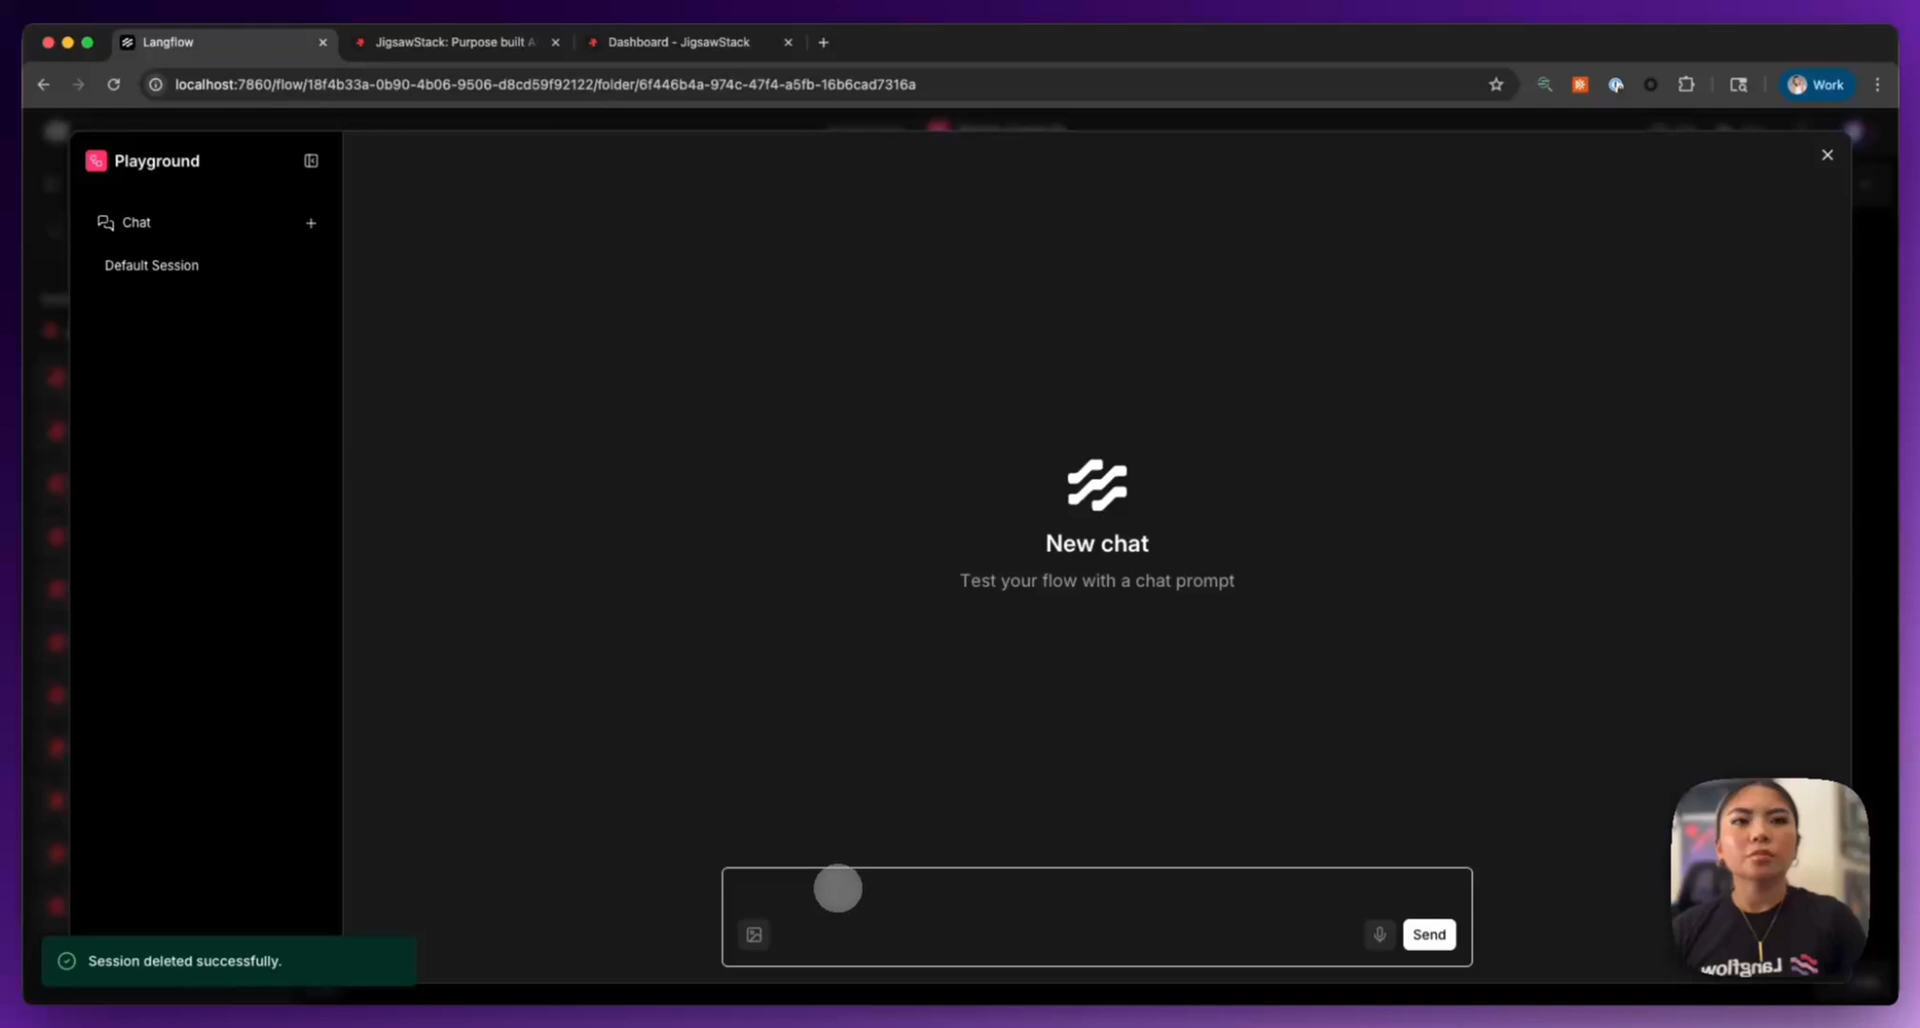 Langflow
JigsawStack: Purpose built A
Dashboard - JigsawStack
localhost:7860/flow/18f4b33a-0b90-4b06-9506-d8cd59f92122/folder/6f446b4a-974c-47f4-a5fb-16b6cad7316a
Work
Playground
Chat
Default Session
New chat
Test your flow with a chat prompt
Send
Session deleted successfully.
Langflow